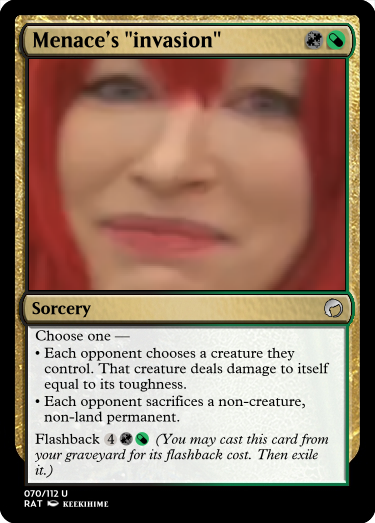 Menace's "invasion"
Sorcery
Choose one —
• Each opponent chooses a creature they
control. That creature deals damage to itself
equal to its toughness.
• Each opponent sacrifices a non-creature,
non-land permanent.
Flashback 4 (You may cast this card from
your graveyard for its flashback cost. Then exile
it.)
070/112 U
RAT KEEKIHIME